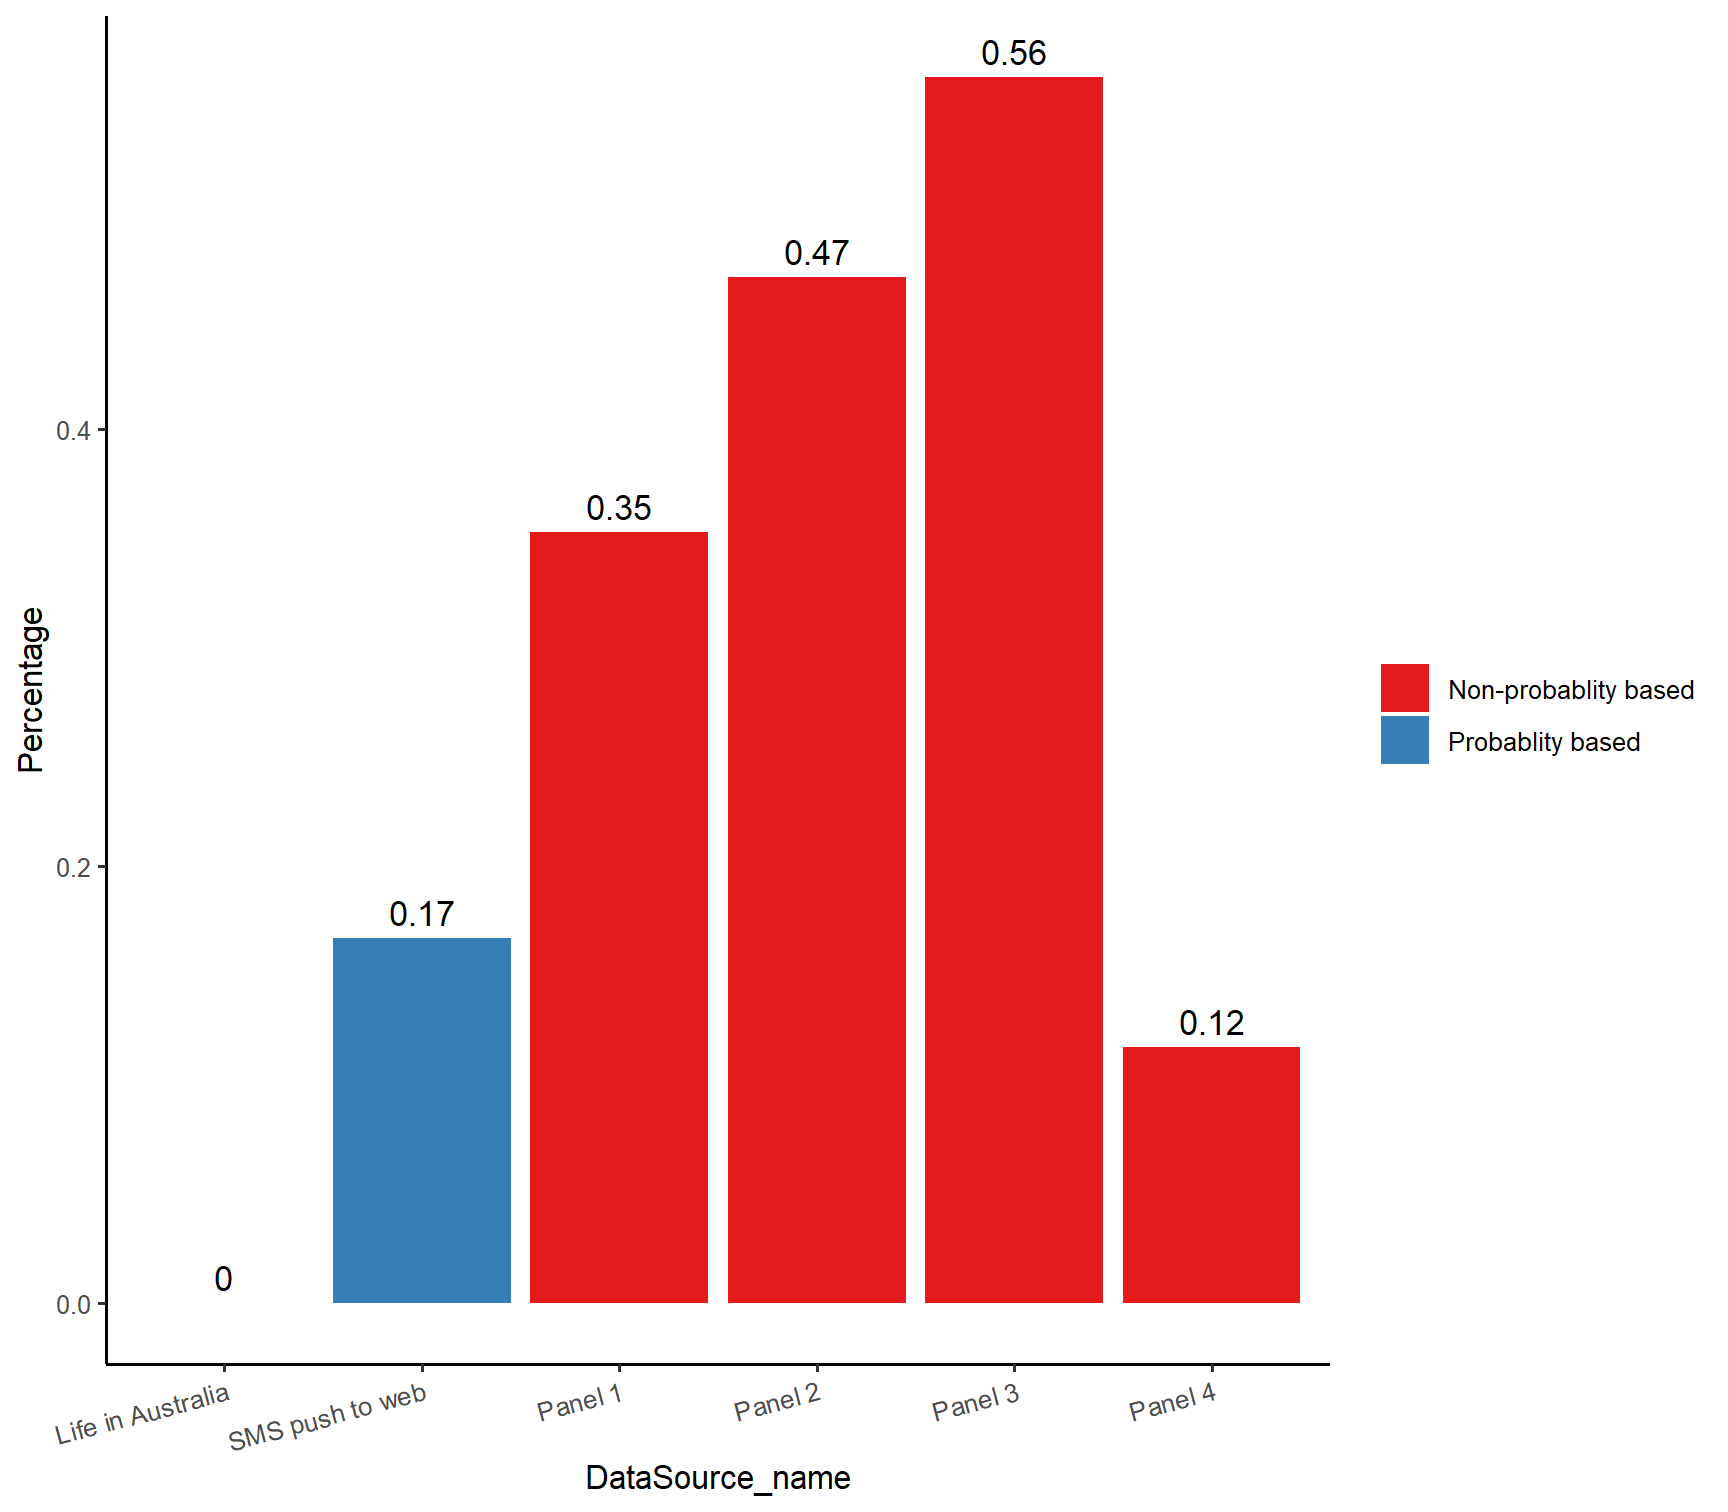 0.56
0.47
0.4
0.35
Percentage
Non-probablity based
Probablity based
0.2
0.17
0.12
0
0.0
Life in Australia
SMS push to web
Panel 1
Panel 2
Panel 3
Panel 4
DataSource_name